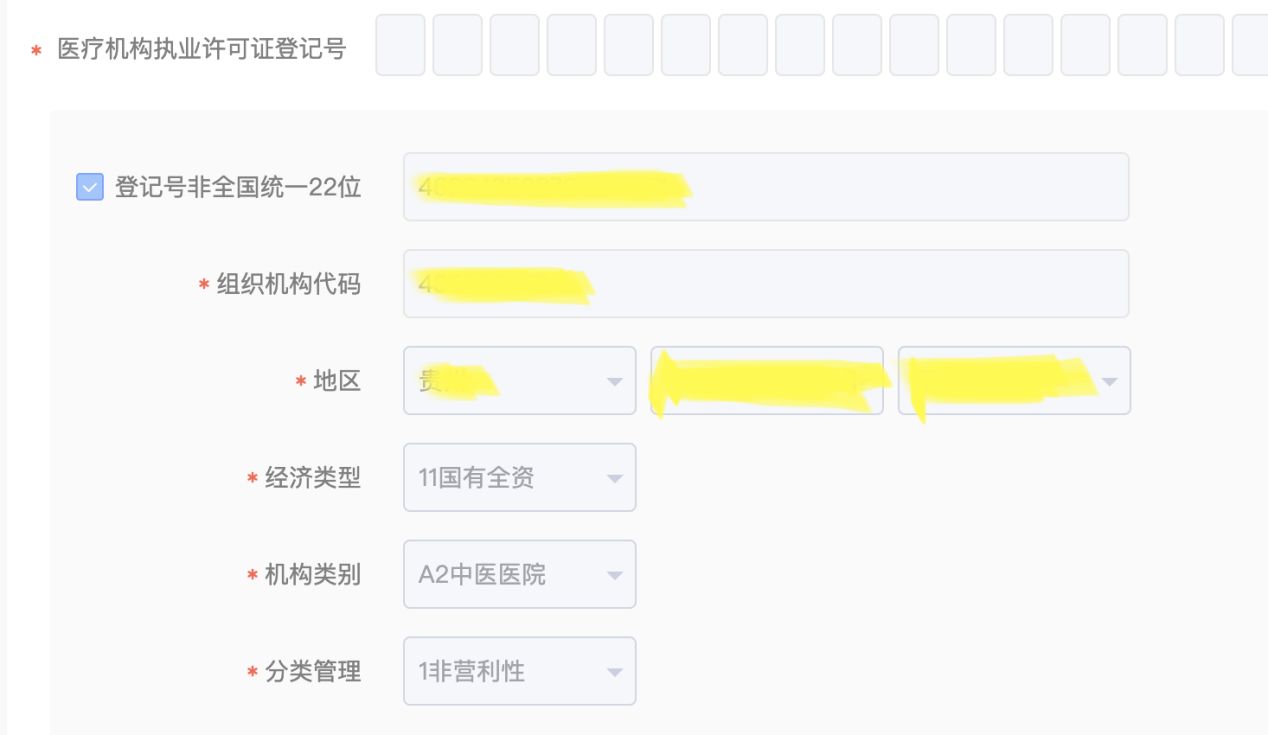 * 医疗机构执业许可证登记号
登记号非全国统一22位
* 组织机构代码
* 地区
* 经济类型 11国有全资
* 机构类别 A2中医医院
* 分类管理 1非营利性